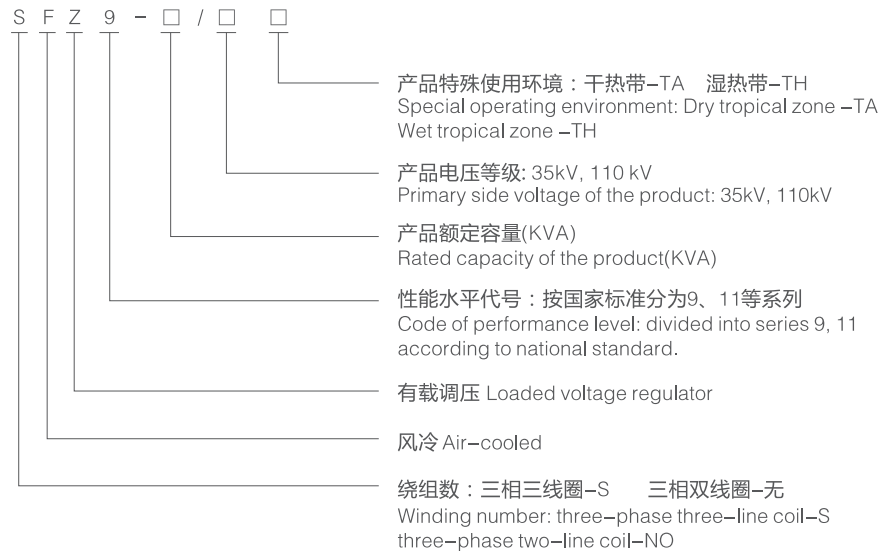 S F Z 9 - □ / □ □
产品特殊使用环境：干热带–TA 湿热带–TH
Special operating environment: Dry tropical zone –TA
Wet tropical zone –TH
产品电压等级: 35kV, 110 kV
Primary side voltage of the product: 35kV, 110kV
产品额定容量(KVA)
Rated capacity of the product(KVA)
性能水平代号：按国家标准分为9、11等系列
Code of performance level: divided into series 9, 11
according to national standard.
有载调压 Loaded voltage regulator
风冷 Air–cooled
绕组数：三相三线圈–S 三相双线圈–无
Winding number: three–phase three–line coil–S
three–phase two–line coil–NO